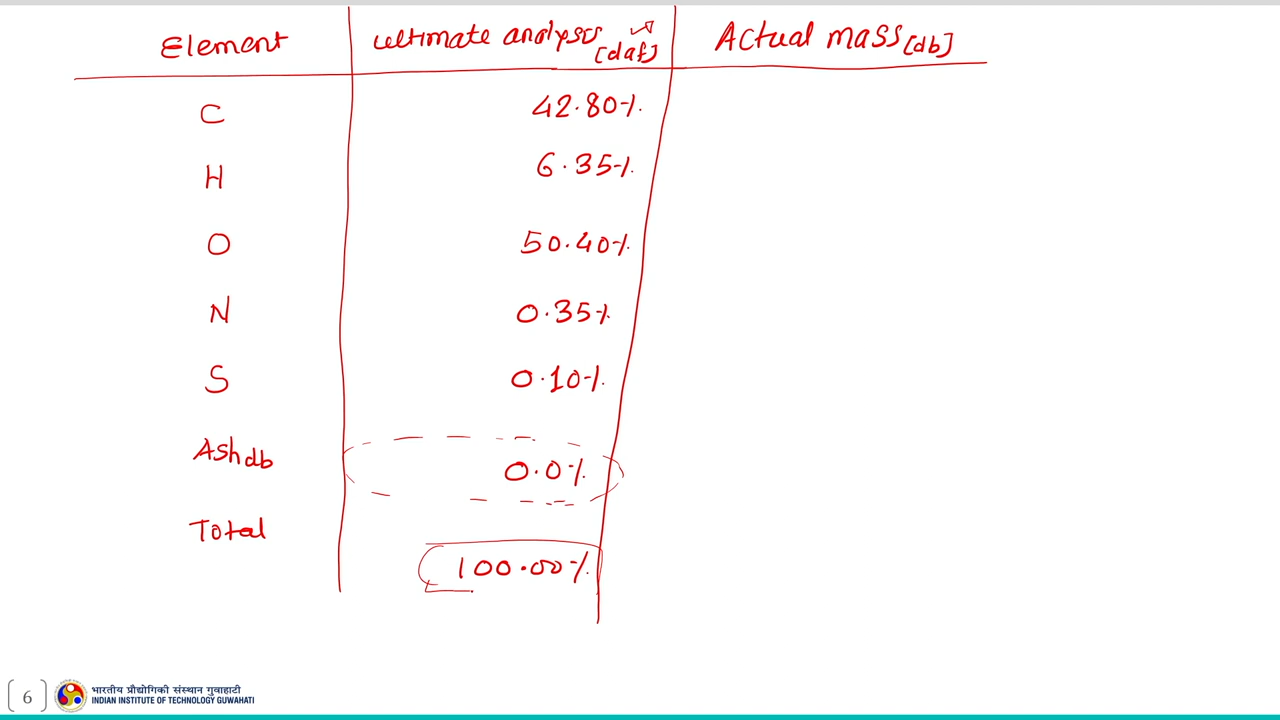 Element Ultimate analysis [daf] Actual mass [db]
C 42.80%
H 6.35%
O 50.40%
N 0.35%
S 0.10%
Ash db 0.0%
Total
100.00%
[6] भारतीय प्रौद्योगिकी संस्थान गुवाहाटी
INDIAN INSTITUTE OF TECHNOLOGY GUWAHATI